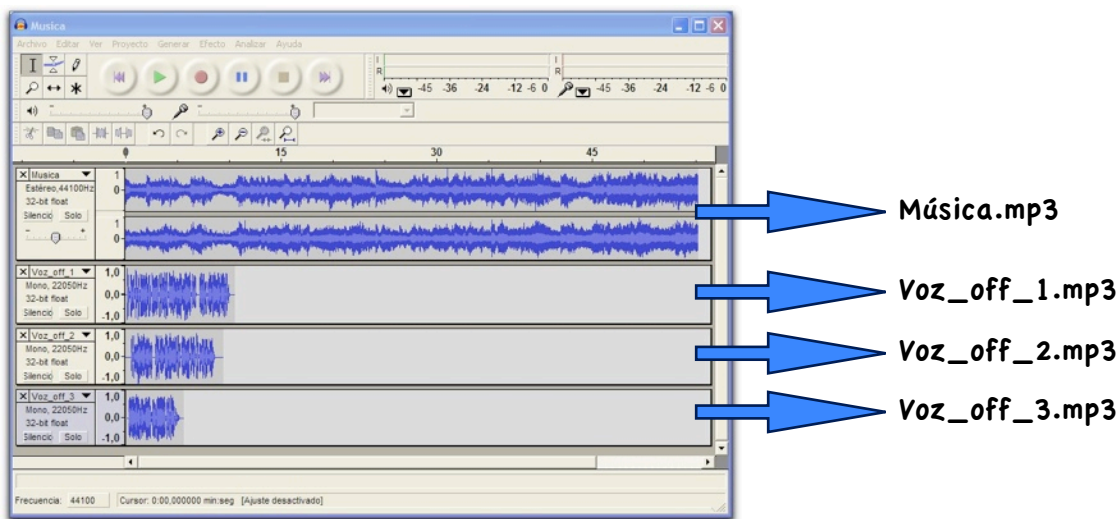 Musica
Archivo Editar Ver Proyecto Generar Efecto Analizar Ayuda
I
R
-45 -36 -24 -12 -6 0
I
R
-45 -36 -24 -12 -6 0
0 15 30 45
Musica
Estéreo,44100Hz
32-bit float
Silencio Solo
- +
1
0-
1
0-
Voz_off_1
Mono, 22050Hz
32-bit float
Silencio Solo
1,0
0,0-
-1,0
Voz_off_2
Mono, 22050Hz
32-bit float
Silencio Solo
1,0
0,0-
-1,0
Voz_off_3
Mono, 22050Hz
32-bit float
Silencio Solo
1,0
0,0-
-1,0
Frecuencia: 44100 Cursor: 0:00,000000 min:seg [Ajuste desactivado]
Música.mp3
Voz_off_1.mp3
Voz_off_2.mp3
Voz_off_3.mp3